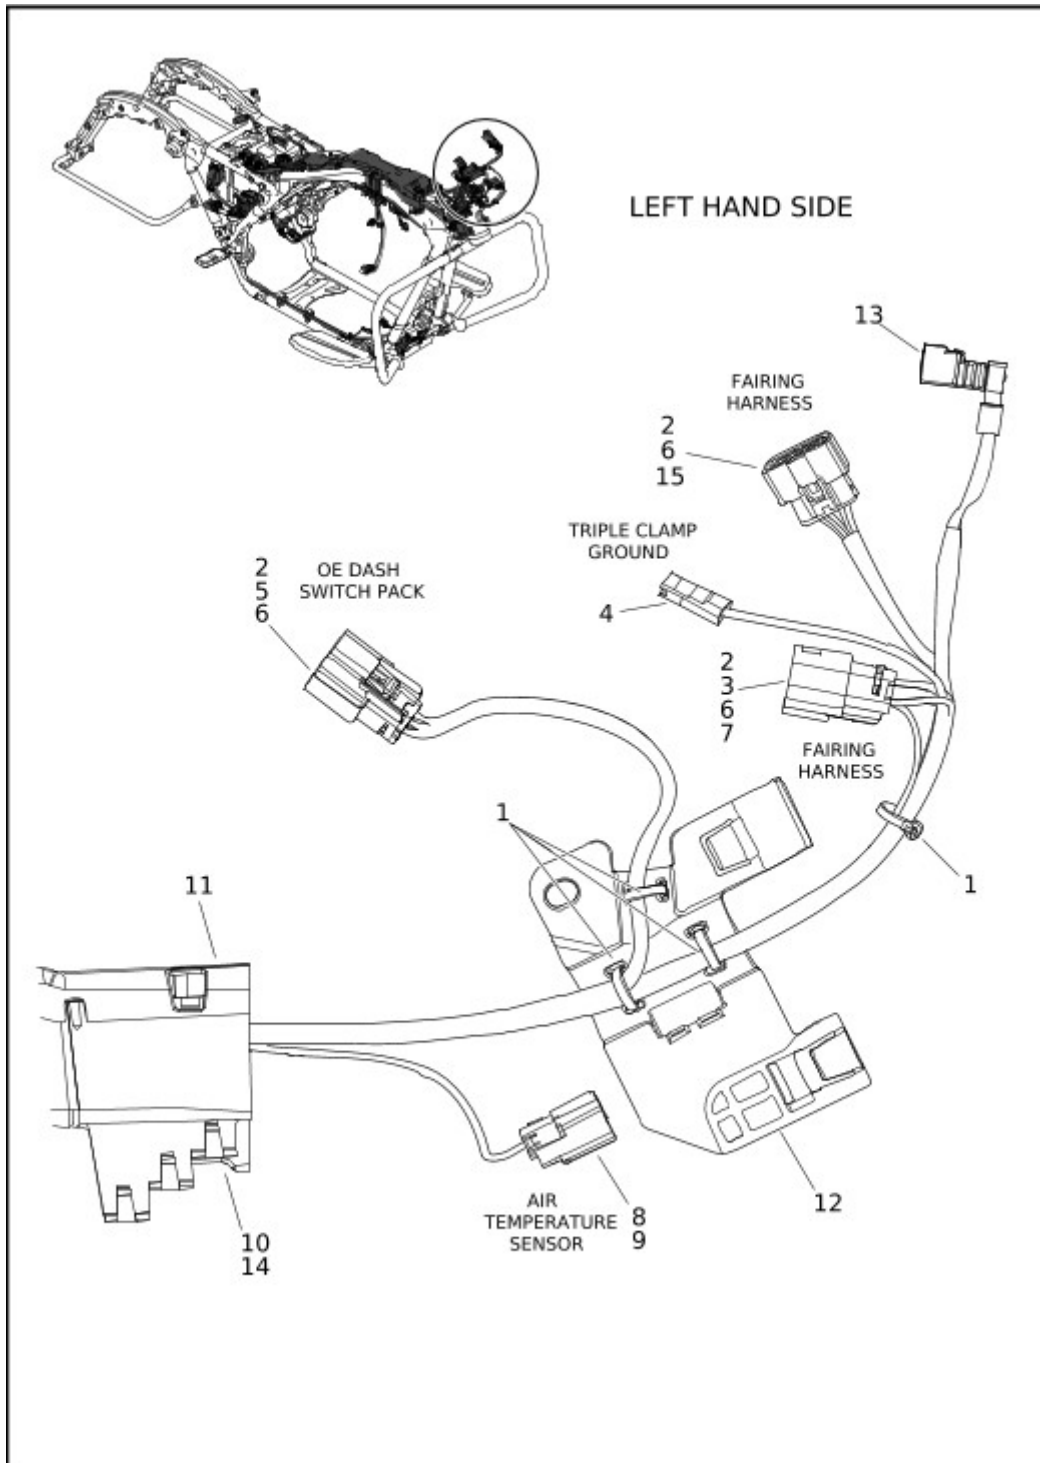 LEFT HAND SIDE
13
FAIRING
HARNESS
2
6
15
TRIPLE CLAMP
GROUND
4
OE DASH
SWITCH PACK
2
5
6
2
3
6
7
FAIRING
HARNESS
1
1
11
12
AIR
TEMPERATURE
SENSOR
8
9
10
14